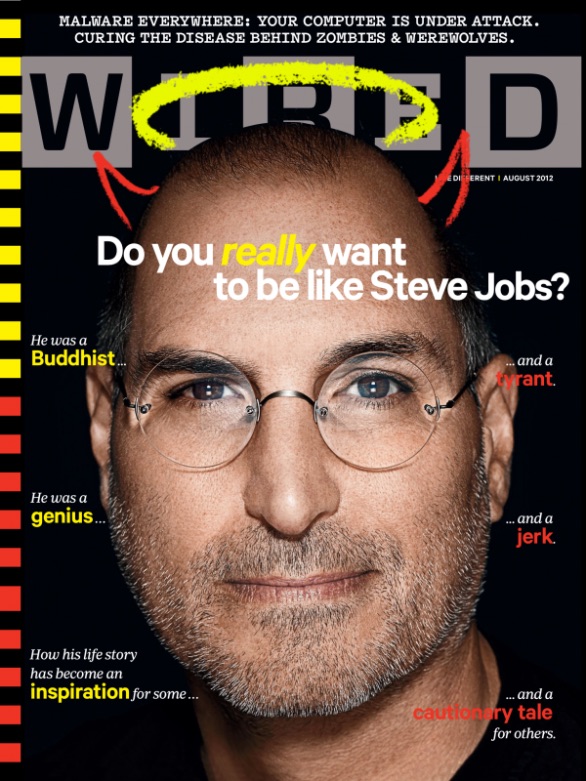 MALWARE EVERYWHERE: YOUR COMPUTER IS UNDER ATTACK.
CURING THE DISEASE BEHIND ZOMBIES & WEREWOLVES.
WIRED
LIVE DIFFERENT | AUGUST 2012
Do you really want
to be like Steve Jobs?
He was a
Buddhist...
...and a
tyrant.
He was a
genius...
...and a
jerk.
How his life story
has become an
inspiration for some...
...and a
cautionary tale
for others.